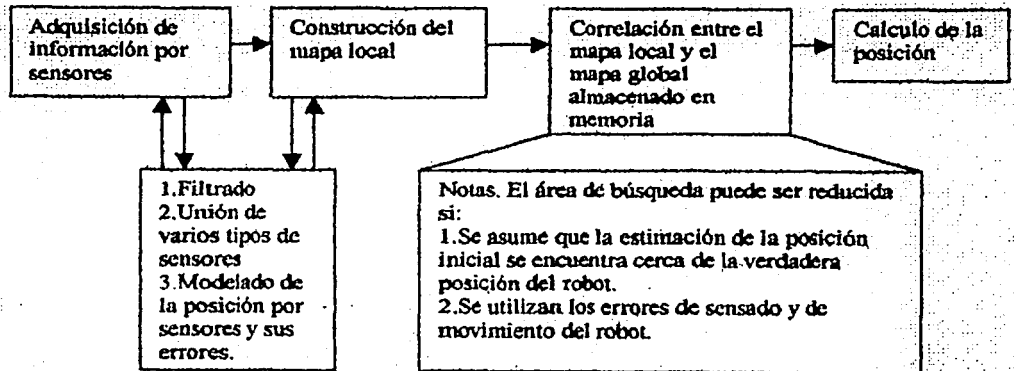 Adquisición de
información por
sensores
Construcción del
mapa local
Correlación entre el
mapa local y el
mapa global
almacenado en
memoria
Calculo de la
posición
1.Filtrado
2.Unión de
varios tipos de
sensores
3.Modelado de
la posición por
sensores y sus
errores.
Notas. El área de búsqueda puede ser reducida
si:
1.Se asume que la estimación de la posición
inicial se encuentra cerca de la verdadera
posición del robot.
2.Se utilizan los errores de sensado y de
movimiento del robot.